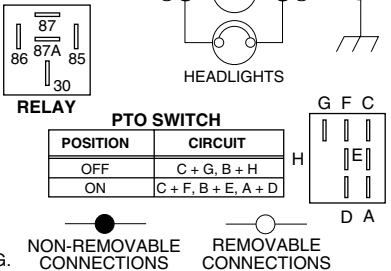 87
87A
86
85
30
RELAY
HEADLIGHTS
PTO SWITCH
POSITION CIRCUIT
OFF C + G, B + H
ON C + F, B + E, A + D
G F C
H E
D A
G.
NON-REMOVABLE CONNECTIONS
REMOVABLE CONNECTIONS